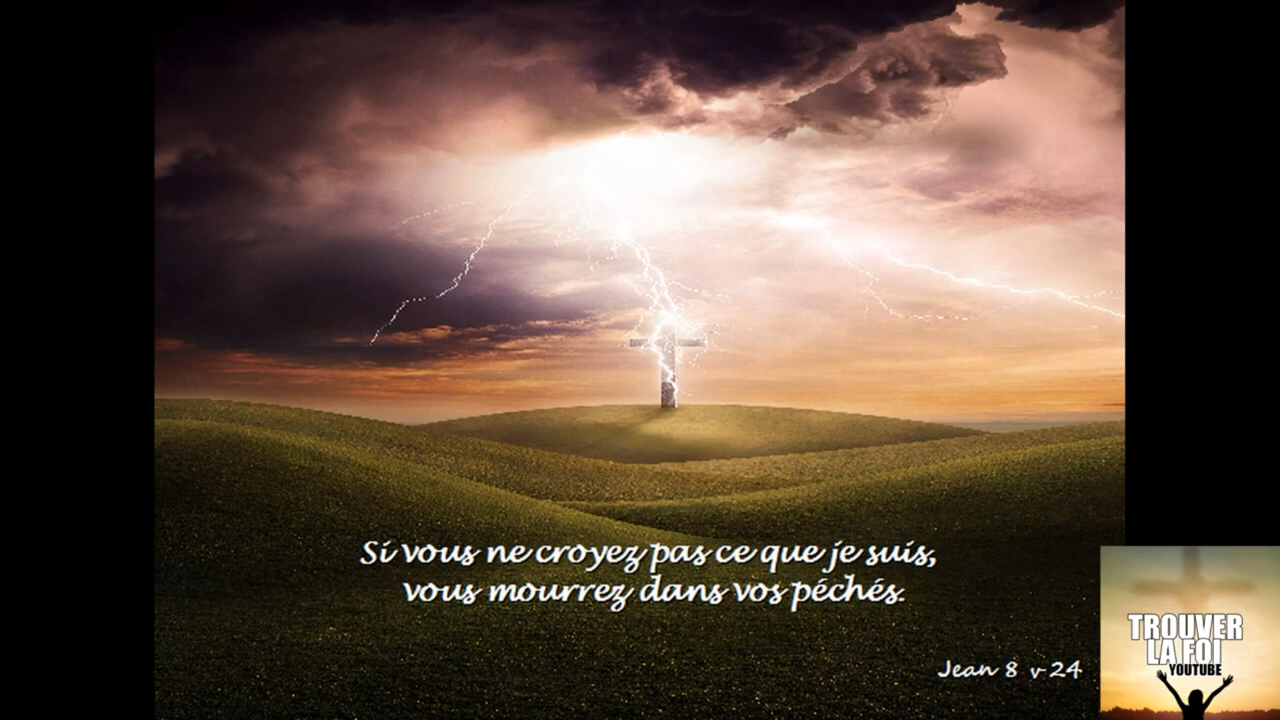 Si vous ne croyez pas ce que je suis,
vous mourrez dans vos péchés.
Jean 8 v 24
TROUVER
LA FOI
YOUTUBE